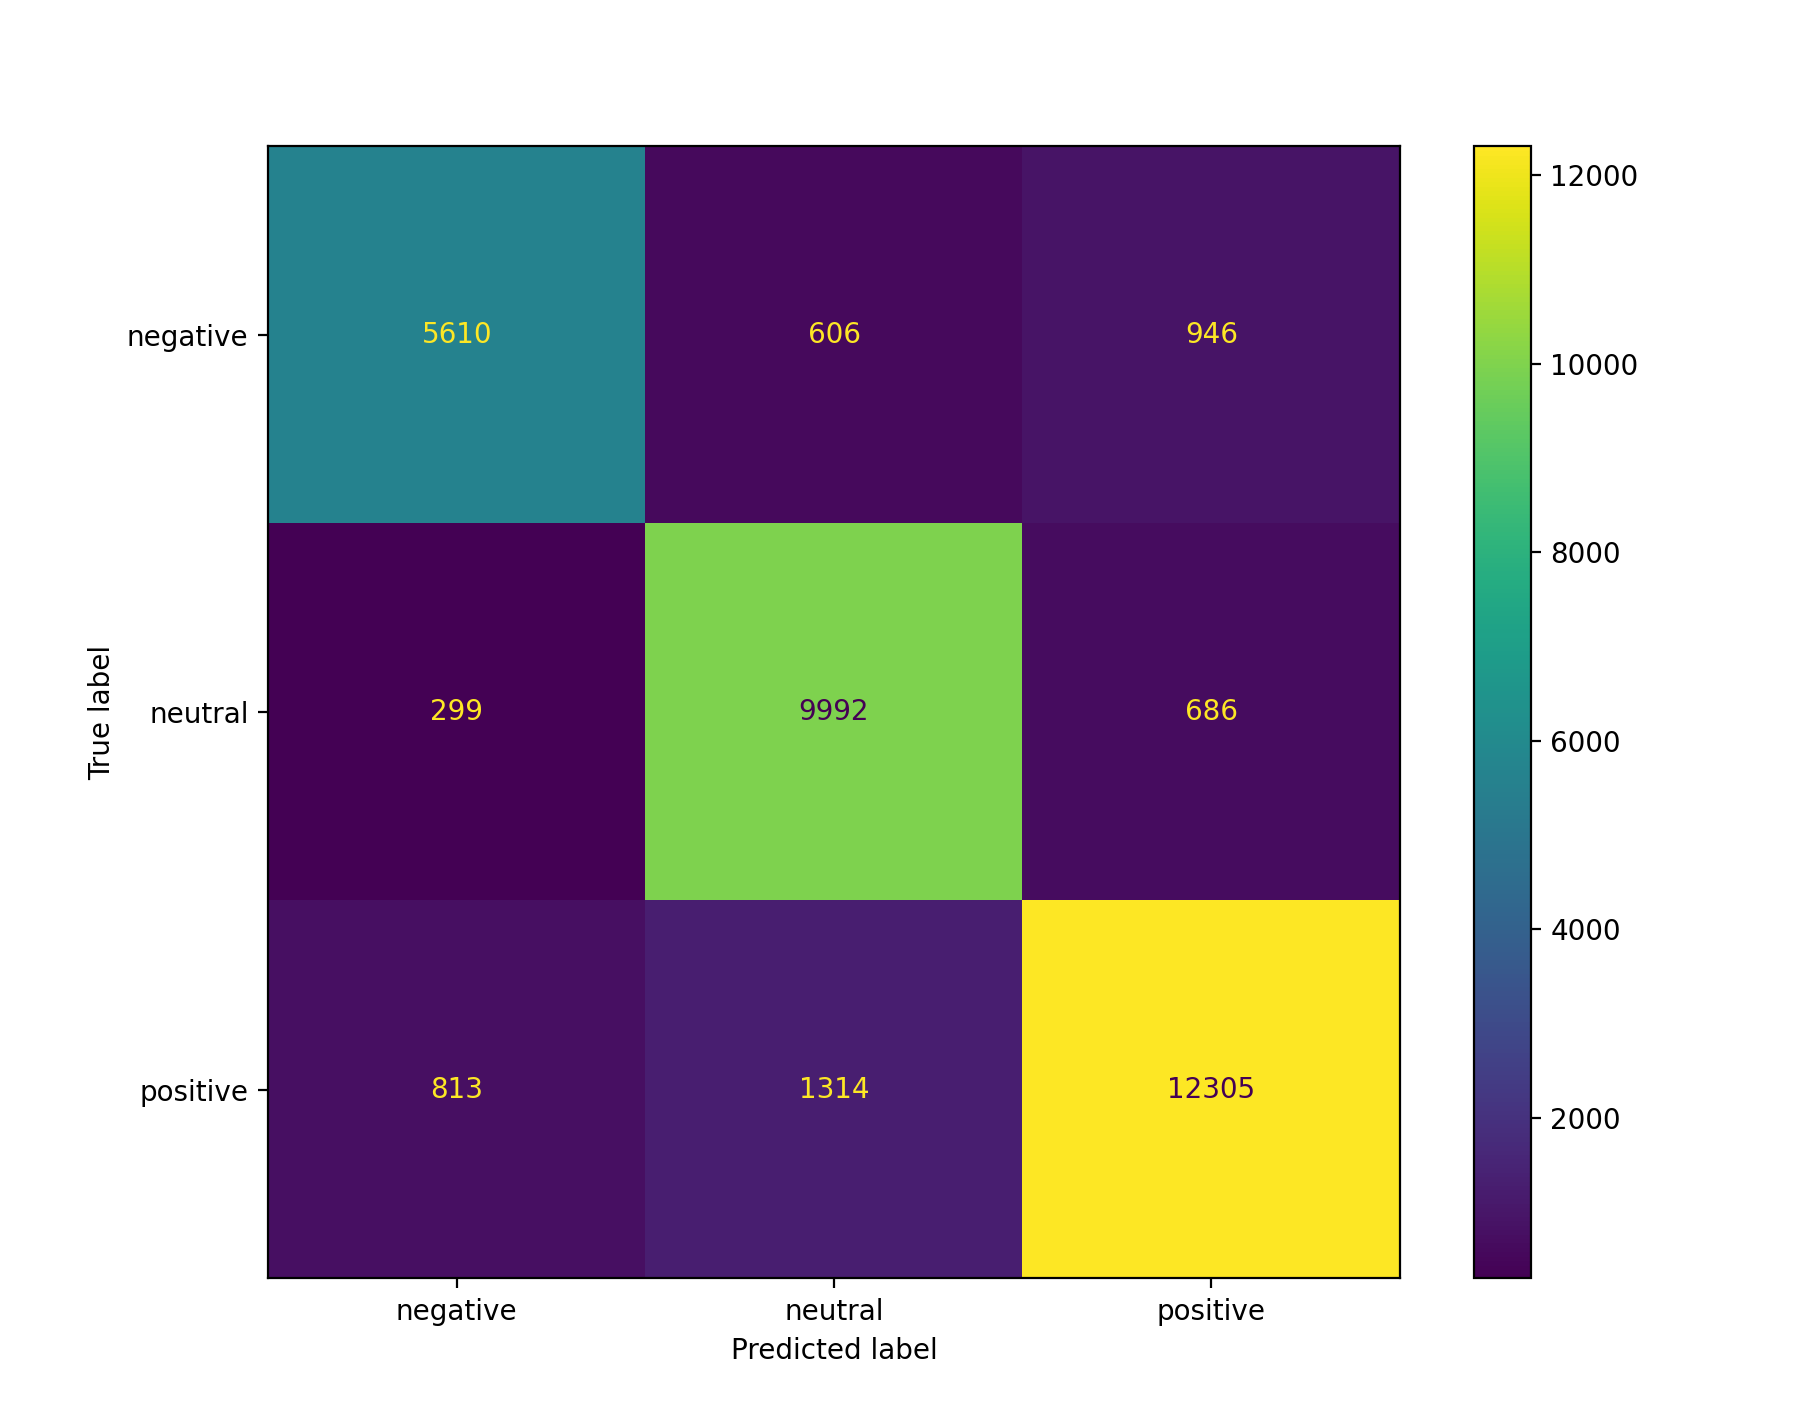 12000
10000
8000
6000
4000
2000
True label
negative 5610 606 946
neutral 299 9992 686
positive 813 1314 12305
negative neutral positive
Predicted label